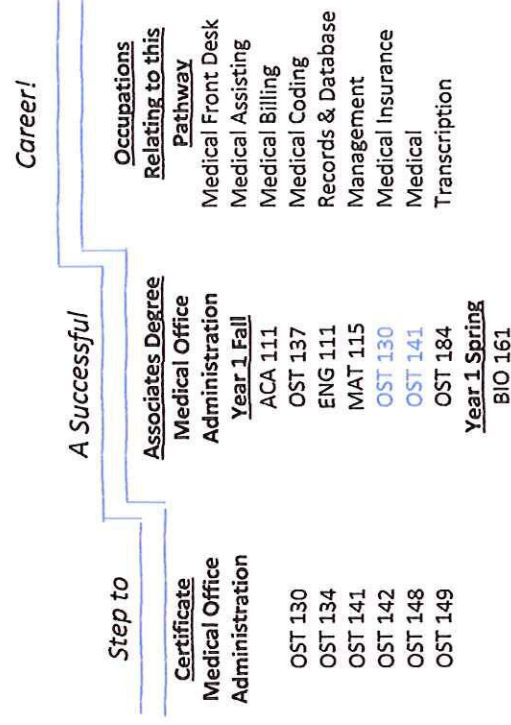 Step to
A Successful
Career!
Certificate
Medical Office
Administration
OST 130
OST 134
OST 141
OST 142
OST 148
OST 149
Associates Degree
Medical Office
Administration
Year 1 Fall
ACA 111
OST 137
ENG 111
MAT 115
OST 130
OST 141
OST 184
Year 1 Spring
BIO 161
Occupations
Relating to this
Pathway
Medical Front Desk
Medical Assisting
Medical Billing
Medical Coding
Records & Database
Management
Medical Insurance
Medical
Transcription